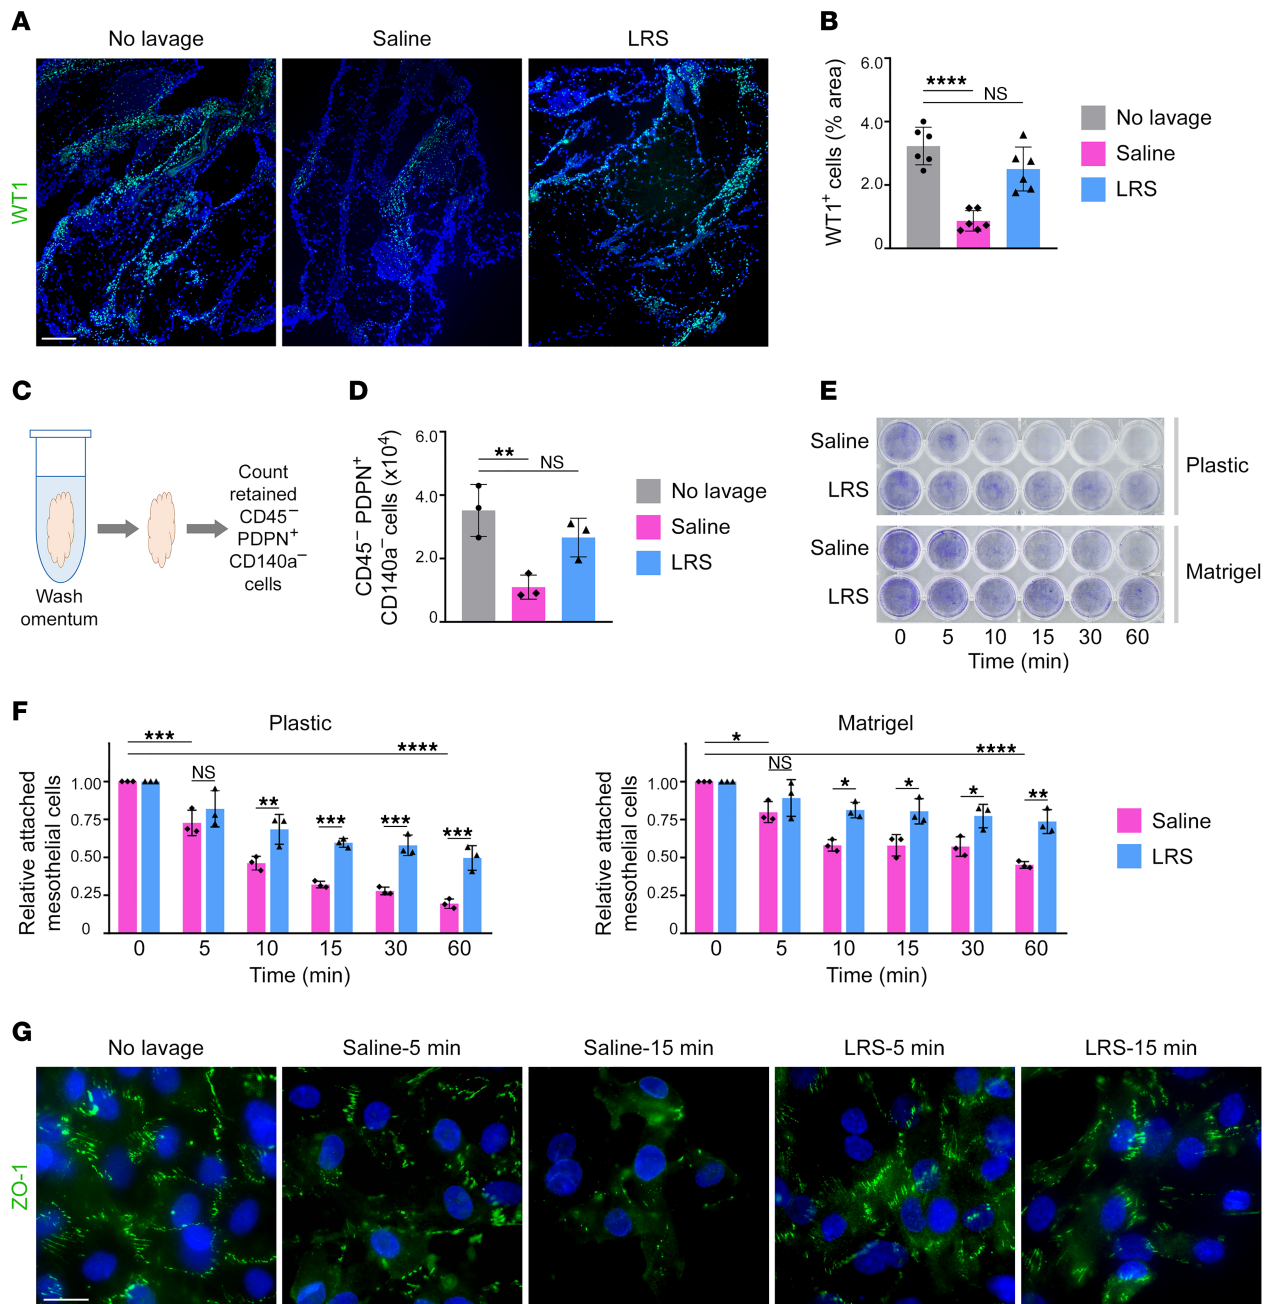 A
No lavage
Saline
LRS
WT1
B
WT1+ cells (% area)
6.0
4.0
2.0
0
****
NS
No lavage
Saline
LRS
C
Wash
omentum
Count
retained
CD45−
PDPN+
CD140a−
cells
D
CD45− PDPN+
CD140a− cells (x10⁴)
6.0
4.0
2.0
0
**
NS
No lavage
Saline
LRS
E
Saline
LRS
Plastic
Saline
LRS
Matrigel
0 5 10 15 30 60
Time (min)
F
Plastic
Relative attached
mesothelial cells
1.00
0.75
0.50
0.25
0
***
****
NS
**
***
***
***
0 5 10 15 30 60
Time (min)
Matrigel
Relative attached
mesothelial cells
1.00
0.75
0.50
0.25
0
*
****
NS
*
*
*
**
0 5 10 15 30 60
Time (min)
Saline
LRS
G
No lavage
Saline-5 min
Saline-15 min
LRS-5 min
LRS-15 min
ZO-1